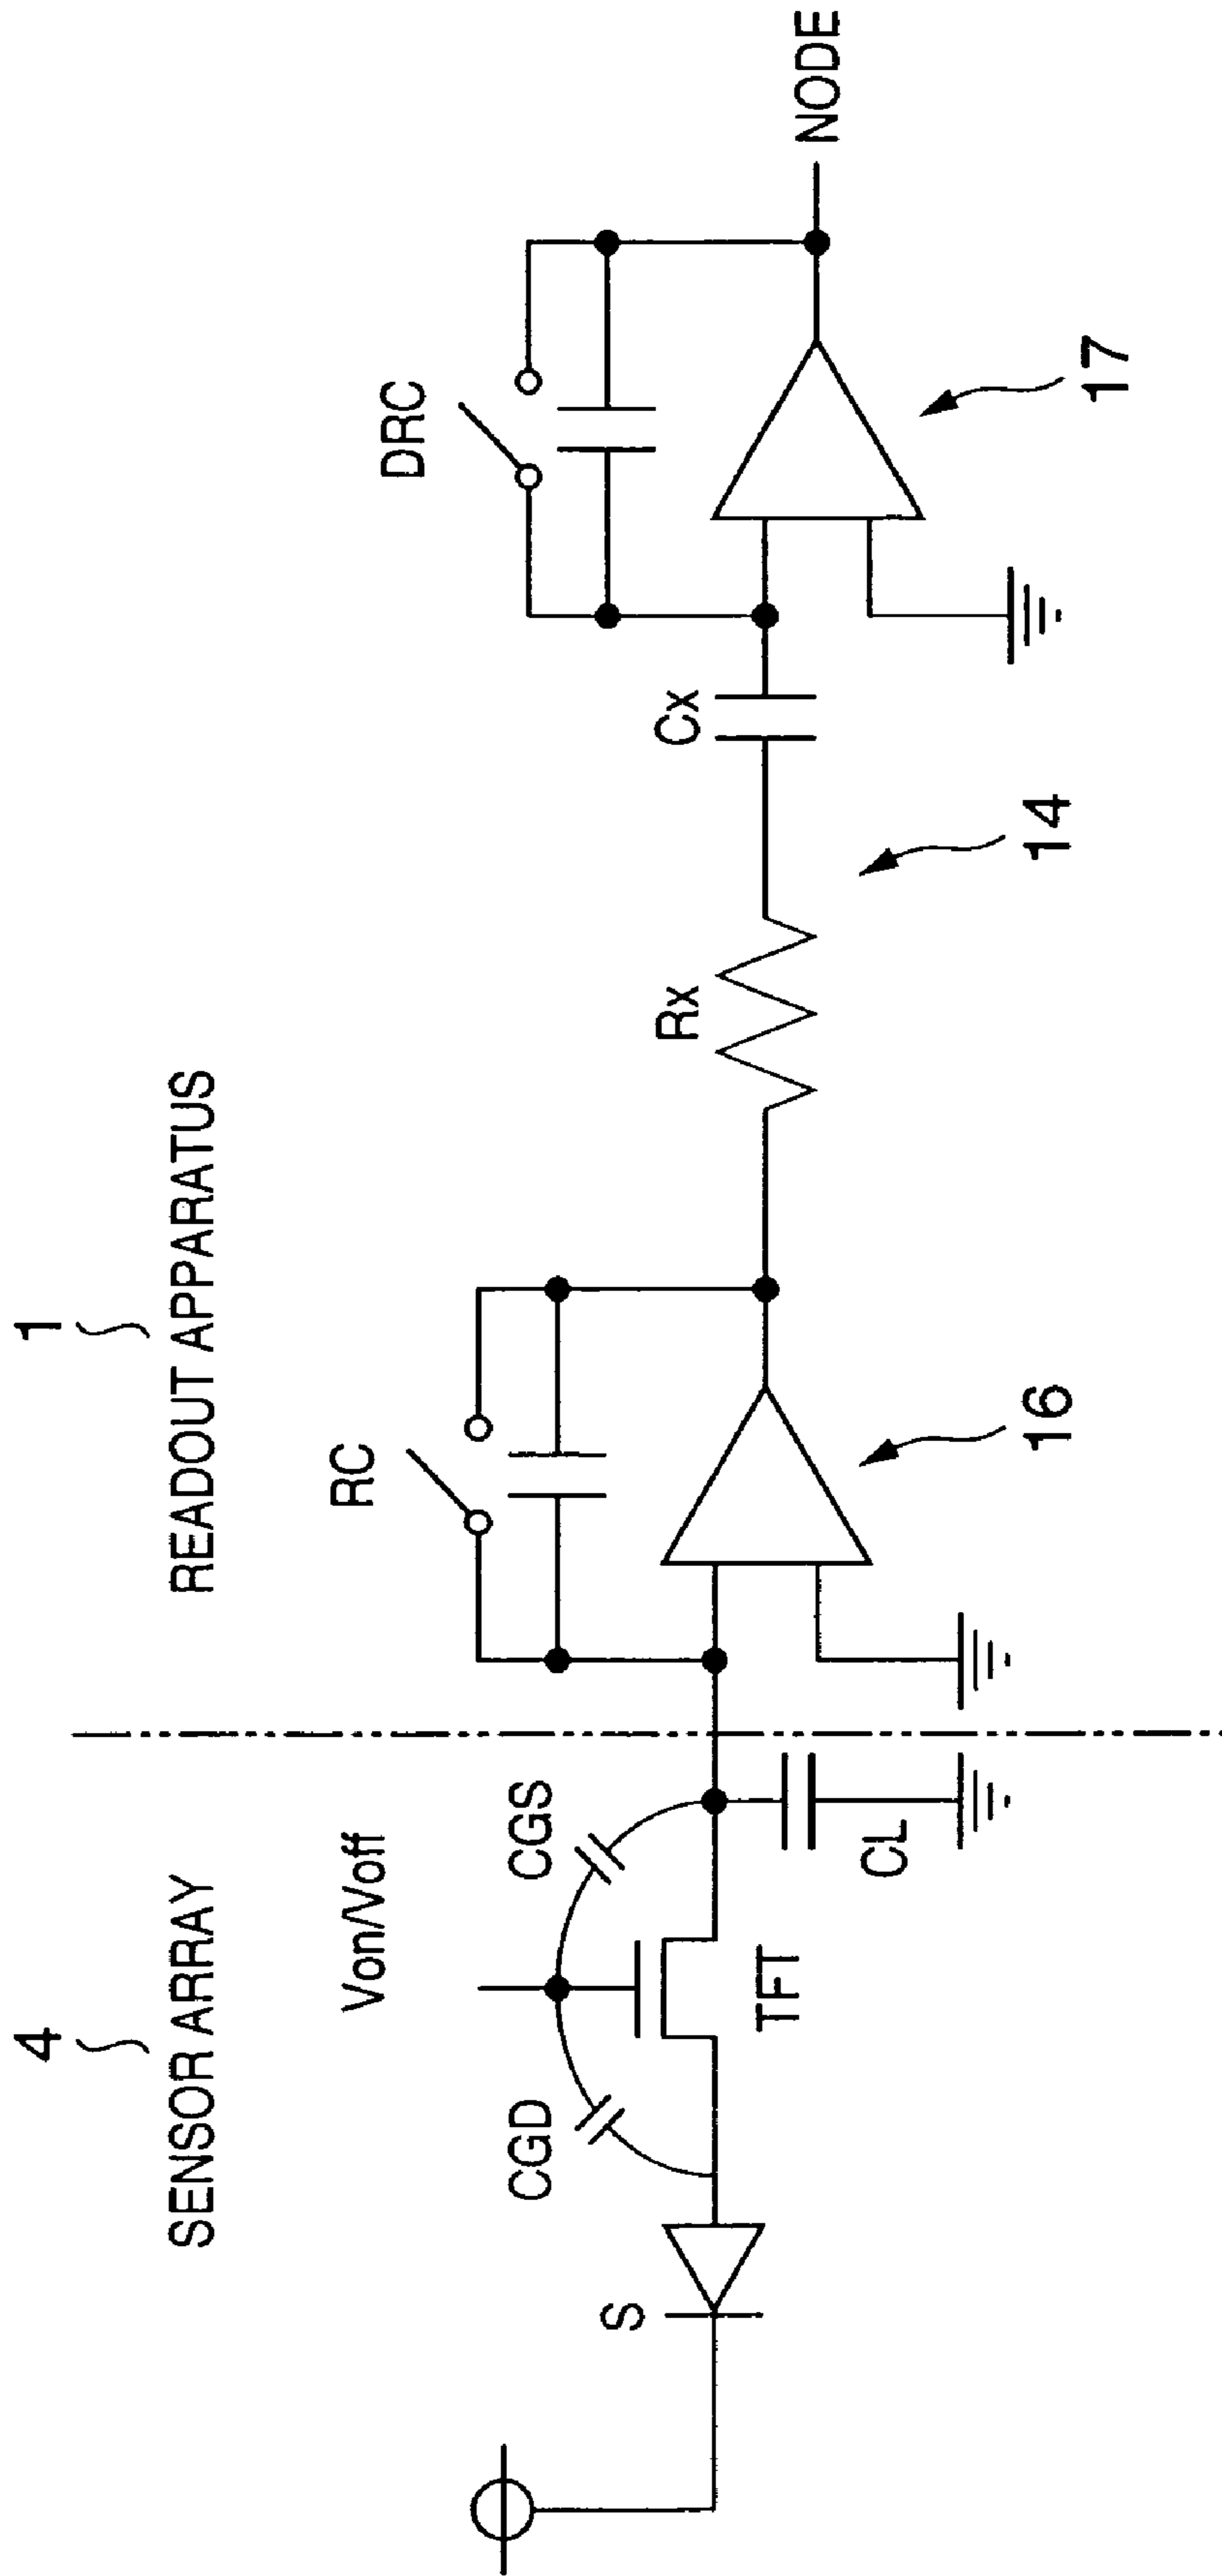 4
SENSOR ARRAY
1
READOUT APPARATUS
Von/Voff
CGD
CGS
S
TFT
CL
RC
16
Rx
14
Cx
DRC
17
NODE